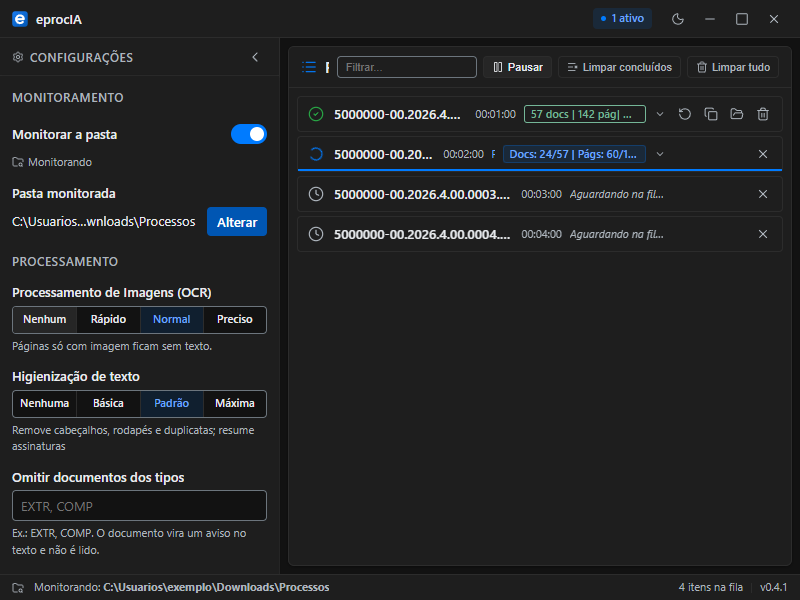 eprocIA
1 ativo
CONFIGURAÇÕES
MONITORAMENTO
Monitorar a pasta
Monitorando
Pasta monitorada
C:\Usuarios...wnloads\Processos
Alterar
PROCESSAMENTO
Processamento de Imagens (OCR)
Nenhum Rápido Normal Preciso
Páginas só com imagem ficam sem texto.
Higienização de texto
Nenhuma Básica Padrão Máxima
Remove cabeçalhos, rodapés e duplicatas; resume
assinaturas
Omitir documentos dos tipos
EXTR, COMP
Ex.: EXTR, COMP. O documento vira um aviso no
texto e não é lido.
Filtrar... Pausar Limpar concluídos Limpar tudo
5000000-00.2026.4.... 00:01:00 57 docs | 142 pág| ...
5000000-00.20... 00:02:00 Docs: 24/57 | Págs: 60/1...
5000000-00.2026.4.00.0003.... 00:03:00 Aguardando na fil...
5000000-00.2026.4.00.0004.... 00:04:00 Aguardando na fil...
Monitorando: C:\Usuarios\exemplo\Downloads\Processos
4 itens na fila
v0.4.1